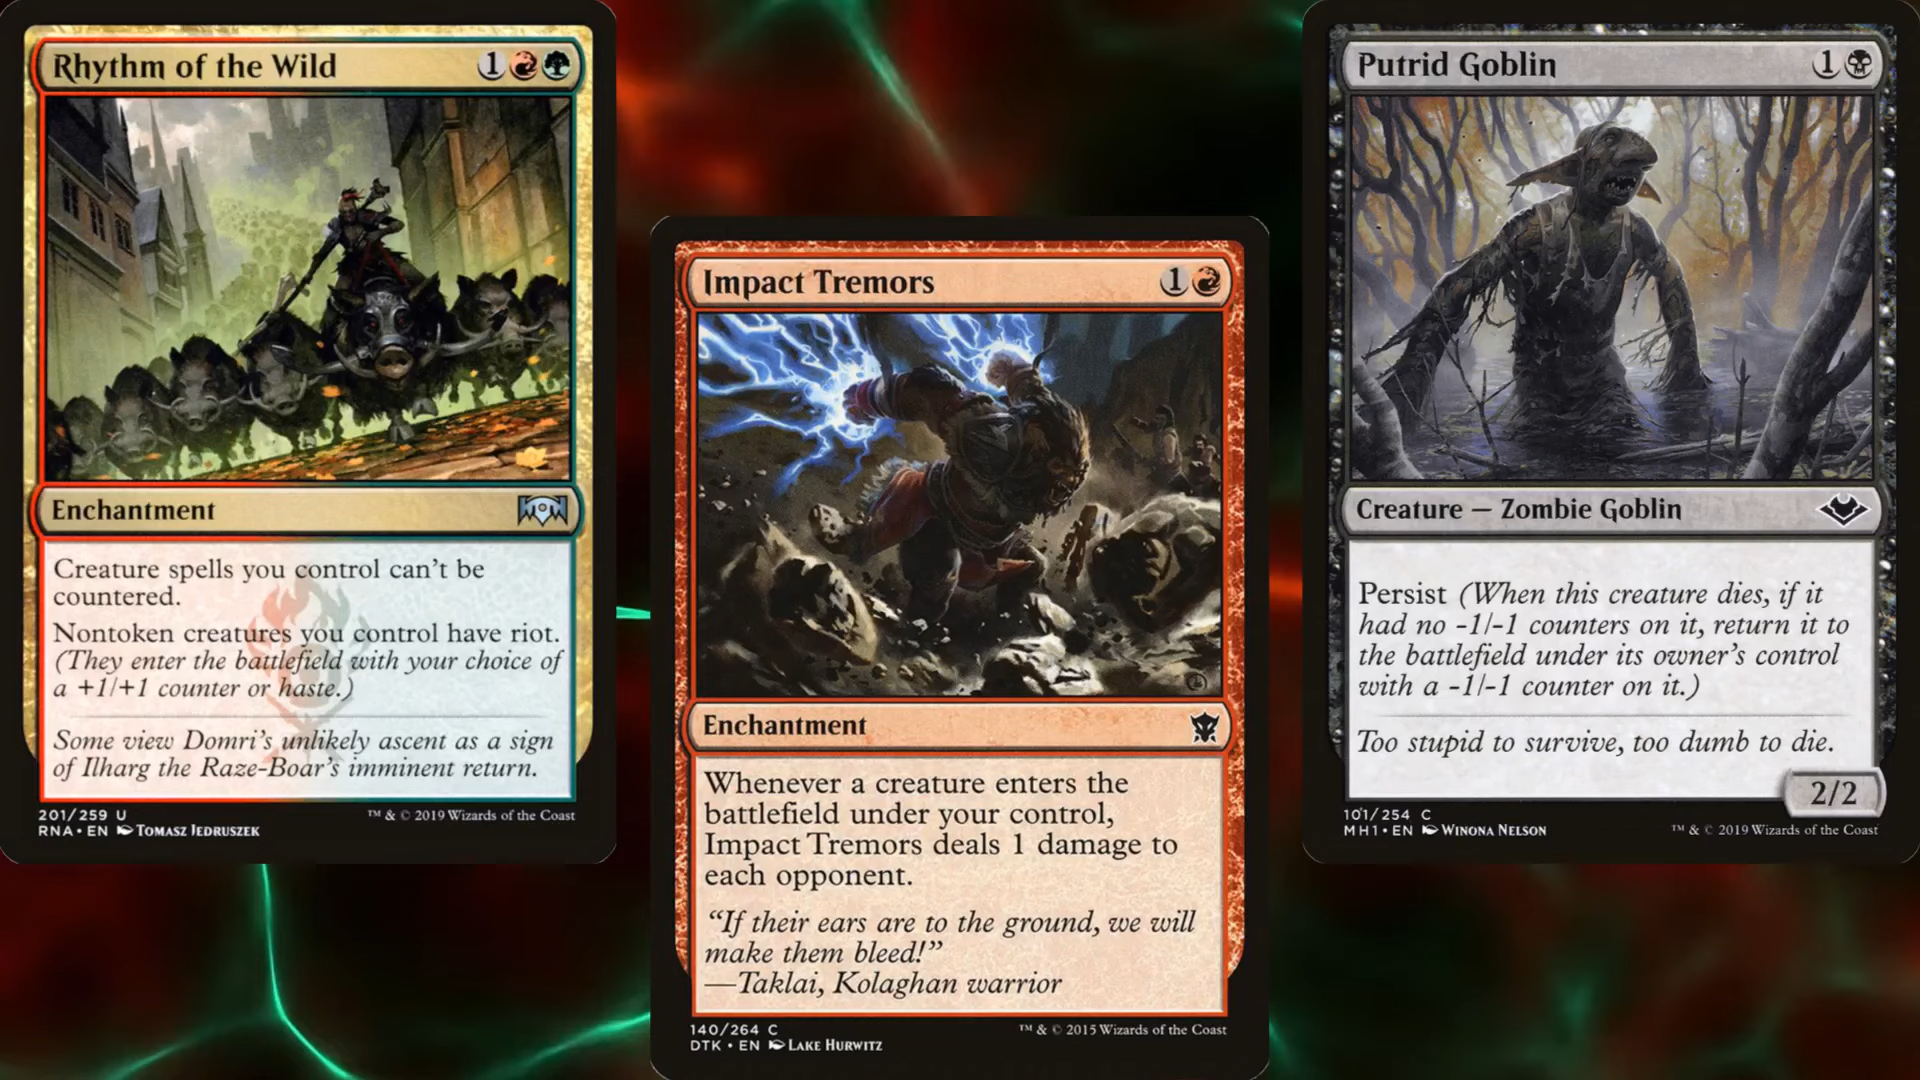 Rhythm of the Wild 1
Enchantment
Creature spells you control can't be
countered.
Nontoken creatures you control have riot.
(They enter the battlefield with your choice of
a +1/+1 counter or haste.)
Some view Domri's unlikely ascent as a sign
of Ilharg the Raze-Boar's imminent return.
201/259 U
RNA • EN Tomasz Jedruszek
™ & © 2019 Wizards of the Coast
Impact Tremors 1
Enchantment
Whenever a creature enters the
battlefield under your control,
Impact Tremors deals 1 damage to
each opponent.
“If their ears are to the ground, we will
make them bleed!”
—Taklai, Kolaghan warrior
140/264 C
DTK • EN Lake Hurwitz
™ & © 2015 Wizards of the Coast
Putrid Goblin 1
Creature — Zombie Goblin
Persist (When this creature dies, if it
had no -1/-1 counters on it, return it to
the battlefield under its owner's control
with a -1/-1 counter on it.)
Too stupid to survive, too dumb to die.
2/2
101/254 C
MH1 • EN Winona Nelson
™ & © 2019 Wizards of the Coast